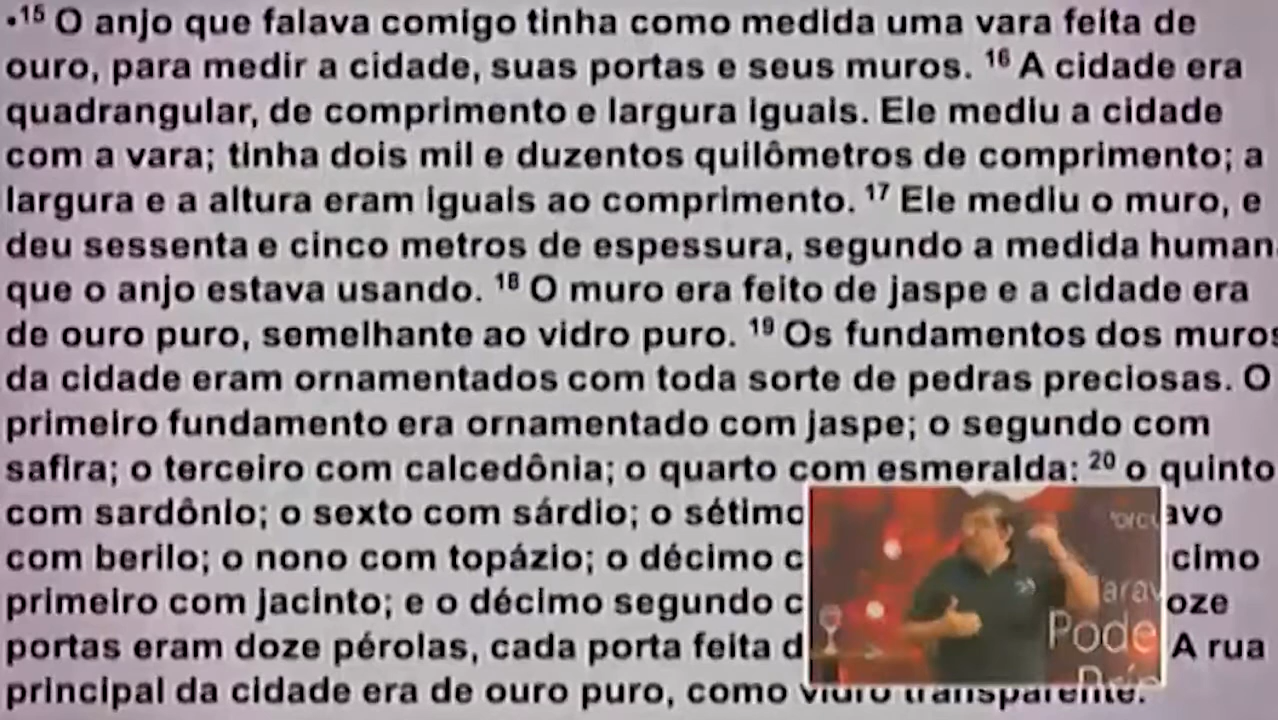 •15 O anjo que falava comigo tinha como medida uma vara feita de
ouro, para medir a cidade, suas portas e seus muros. 16 A cidade era
quadrangular, de comprimento e largura iguais. Ele mediu a cidade
com a vara; tinha dois mil e duzentos quilômetros de comprimento; a
largura e a altura eram iguais ao comprimento. 17 Ele mediu o muro, e
deu sessenta e cinco metros de espessura, segundo a medida human
que o anjo estava usando. 18 O muro era feito de jaspe e a cidade era
de ouro puro, semelhante ao vidro puro. 19 Os fundamentos dos muros
da cidade eram ornamentados com toda sorte de pedras preciosas. O
primeiro fundamento era ornamentado com jaspe; o segundo com
safira; o terceiro com calcedônia; o quarto com esmeralda; 20 o quinto
com sardônio; o sexto com sárdio; o sétimo avo
com berilo; o nono com topázio; o décimo c cimo
primeiro com jacinto; e o décimo segundo c oze
portas eram doze pérolas, cada porta feita d A rua
principal da cidade era de ouro puro, como vidro transparente.
Pode